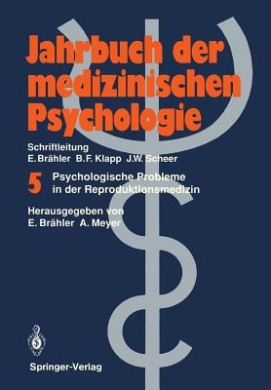 Jahrbuch der
medizinischen
Psychologie
Schriftleitung
E. Brähler B. F. Klapp J. W. Scheer
5 Psychologische Probleme
in der Reproduktionsmedizin
Herausgegeben von
E. Brähler A. Meyer
Springer-Verlag